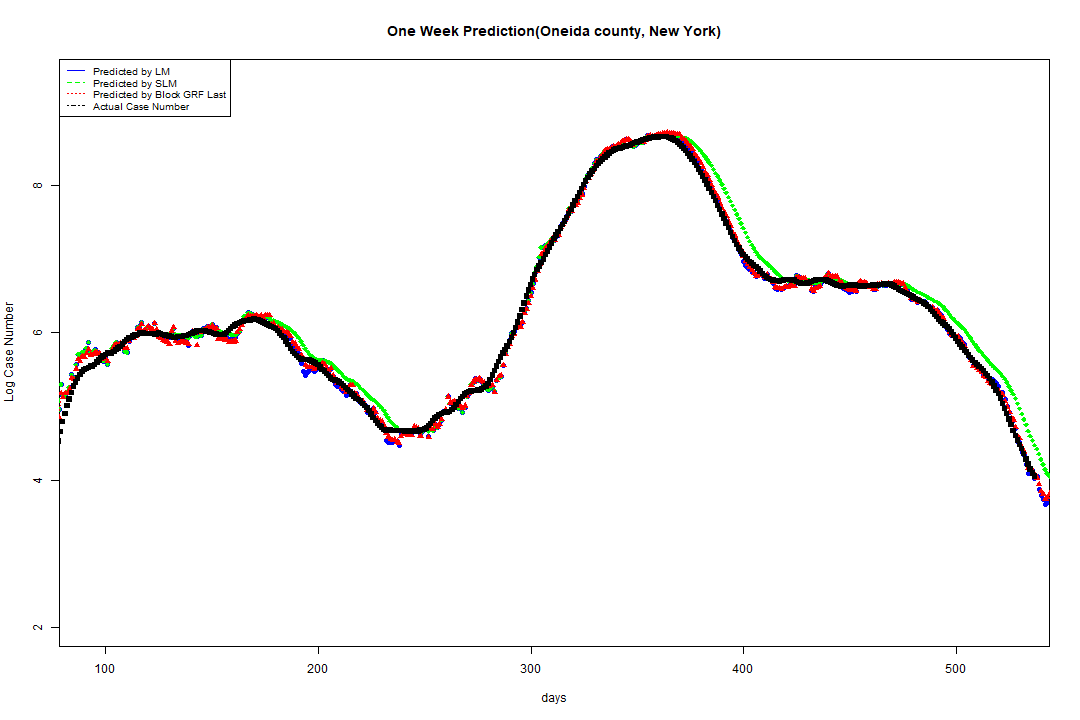 One Week Prediction(Oneida county, New York)
Predicted by LM
Predicted by SLM
Predicted by Block GRF Last
Actual Case Number
Log Case Number
8
6
4
2
100 200 300 400 500
days